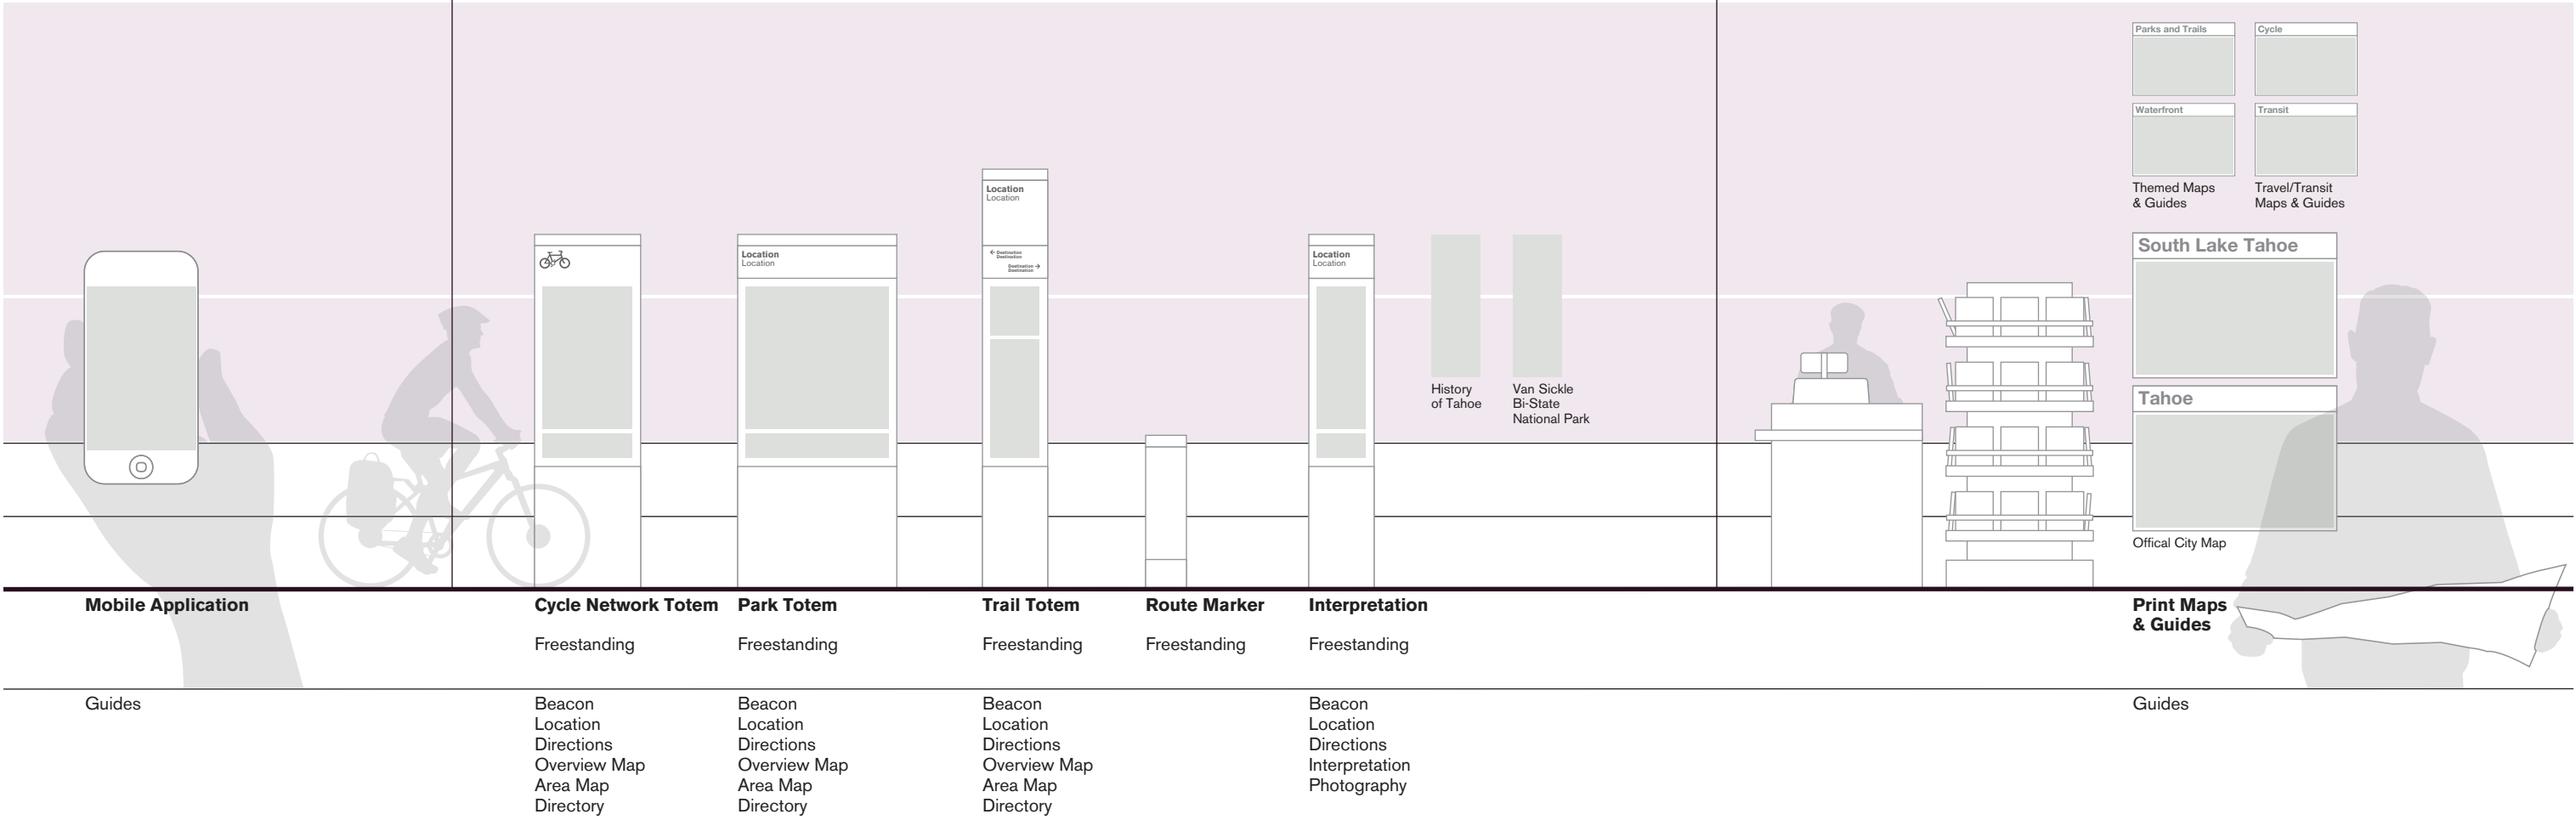 Parks and Trails
Cycle
Waterfront
Transit
Themed Maps
& Guides
Travel/Transit
Maps & Guides
Location
Location
← Destination
Destination
Destination →
Destination
Location
Location
Location
Location
History
of Tahoe
Van Sickle
Bi-State
National Park
South Lake Tahoe
Tahoe
Offical City Map
Mobile Application
Guides
Cycle Network Totem
Freestanding
Beacon
Location
Directions
Overview Map
Area Map
Directory
Park Totem
Freestanding
Beacon
Location
Directions
Overview Map
Area Map
Directory
Trail Totem
Freestanding
Beacon
Location
Directions
Overview Map
Area Map
Directory
Route Marker
Freestanding
Interpretation
Freestanding
Beacon
Location
Directions
Interpretation
Photography
Print Maps
& Guides
Guides